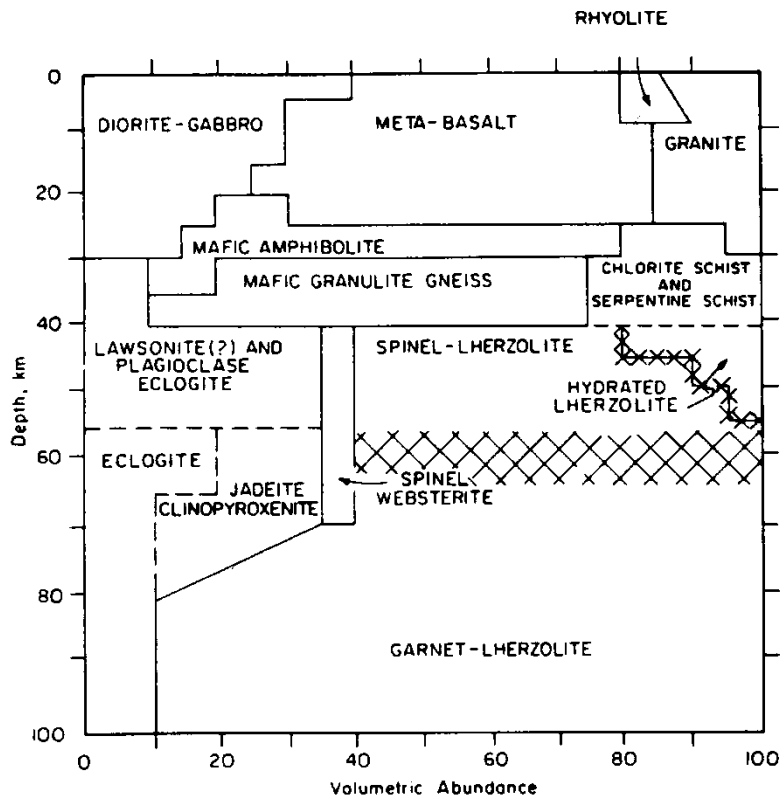 RHYOLITE
0
DIORITE-GABBRO
META-BASALT
GRANITE
20
MAFIC AMPHIBOLITE
MAFIC GRANULITE GNEISS
CHLORITE SCHIST
AND
SERPENTINE SCHIST
40
LAWSONITE(?) AND
PLAGIOCLASE
ECLOGITE
SPINEL-LHERZOLITE
HYDRATED
LHERZOLITE
Depth, km
60
ECLOGITE
JADEITE
CLINOPYROXENITE
SPINEL
WEBSTERITE
80
GARNET-LHERZOLITE
100
0 20 40 60 80 100
Volumetric Abundance